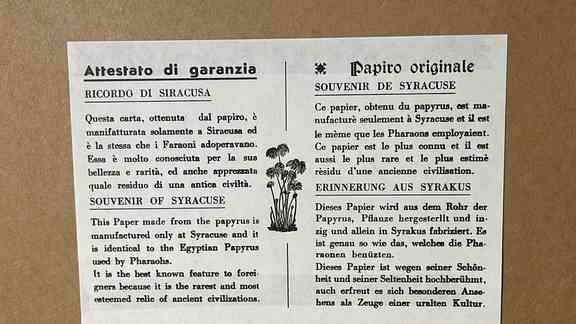 Attestato di garanzia
RICORDO DI SIRACUSA
Questa carta, ottenuta dal papiro, è
manifatturata solamente a Siracusa ed
è la stessa che i Faraoni adoperavano.
Essa è molto conosciuta per la sua
bellezza e rarità, ed anche apprezzata
quale residuo di una antica civiltà.
SOUVENIR OF SYRACUSE
This Paper made from the papyrus is
manufactured only at Syracuse and it
is identical to the Egyptian Papyrus
used by Pharaohs.
It is the best known feature to forei-
gners because it is the rarest and most
esteemed relic of ancient civilizations.
Papiro originale
SOUVENIR DE SYRACUSE
Ce papier, obtenu du papyrus, est ma-
nufacturè seulement à Syracuse et il est
le mème que les Pharaons employaient.
Ce papier est le plus connu et il est
aussi le plus rare et le plus estimè
rèsidu d'une ancienne civilisation.
ERINNERUNG AUS SYRAKUS
Dieses Papier wird aus dem Rohr der
Papyrus, Pflanze hergesterllt und in-
zig und allein in Syrakus fabriziert. Es
ist genau so wie das, welches die Pha-
raonen benützten.
Dieses Papier ist wegen seiner Schön-
heit und seiner Seltenheit hochberühmt,
auch erfreut es sich besonderen Anse-
hens als Zeuge einer uralten Kultur.